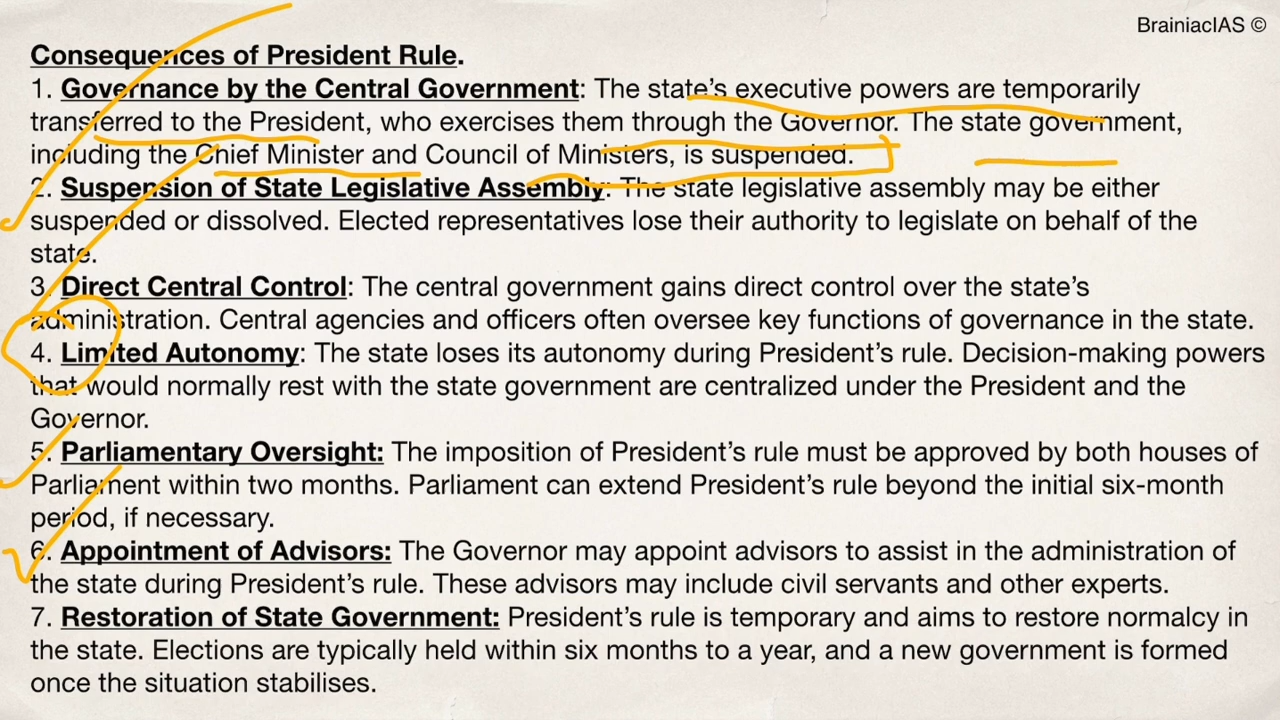 BrainiacIAS ©
Consequences of President Rule.
1. Governance by the Central Government: The state’s executive powers are temporarily
transferred to the President, who exercises them through the Governor. The state government,
including the Chief Minister and Council of Ministers, is suspended.
2. Suspension of State Legislative Assembly: The state legislative assembly may be either
suspended or dissolved. Elected representatives lose their authority to legislate on behalf of the
state.
3. Direct Central Control: The central government gains direct control over the state’s
administration. Central agencies and officers often oversee key functions of governance in the state.
4. Limited Autonomy: The state loses its autonomy during President’s rule. Decision-making powers
that would normally rest with the state government are centralized under the President and the
Governor.
5. Parliamentary Oversight: The imposition of President’s rule must be approved by both houses of
Parliament within two months. Parliament can extend President’s rule beyond the initial six-month
period, if necessary.
6. Appointment of Advisors: The Governor may appoint advisors to assist in the administration of
the state during President’s rule. These advisors may include civil servants and other experts.
7. Restoration of State Government: President’s rule is temporary and aims to restore normalcy in
the state. Elections are typically held within six months to a year, and a new government is formed
once the situation stabilises.